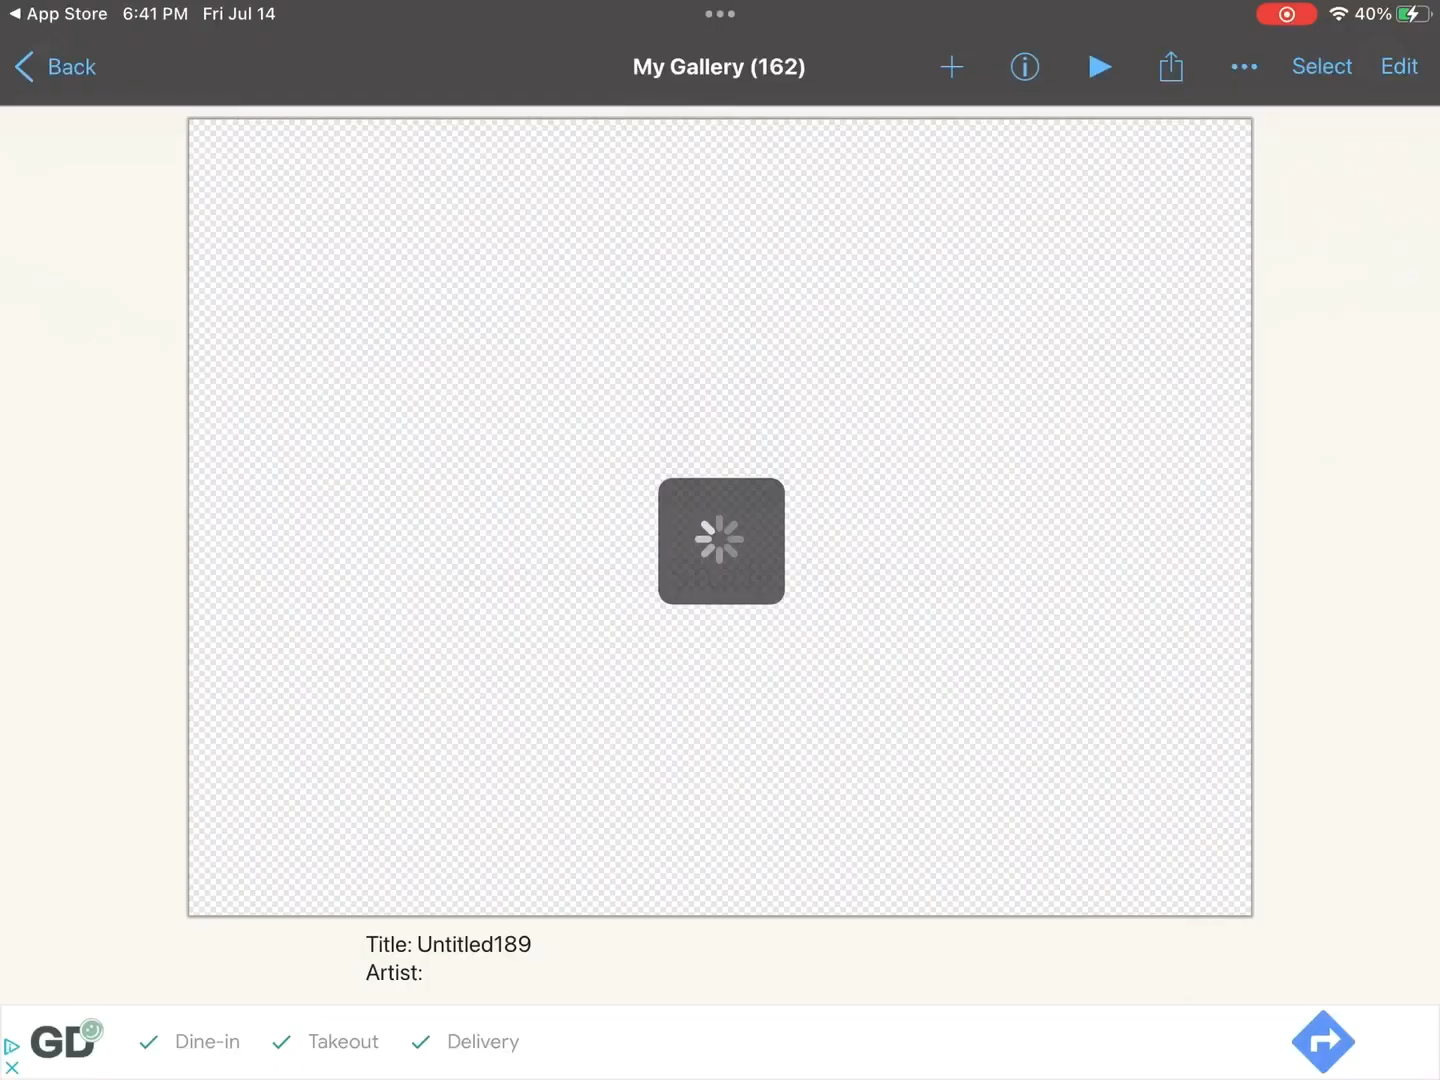 App Store 6:41 PM Fri Jul 14 40%
Back My Gallery (162) Select Edit
Title: Untitled189
Artist:
GD Dine-in Takeout Delivery